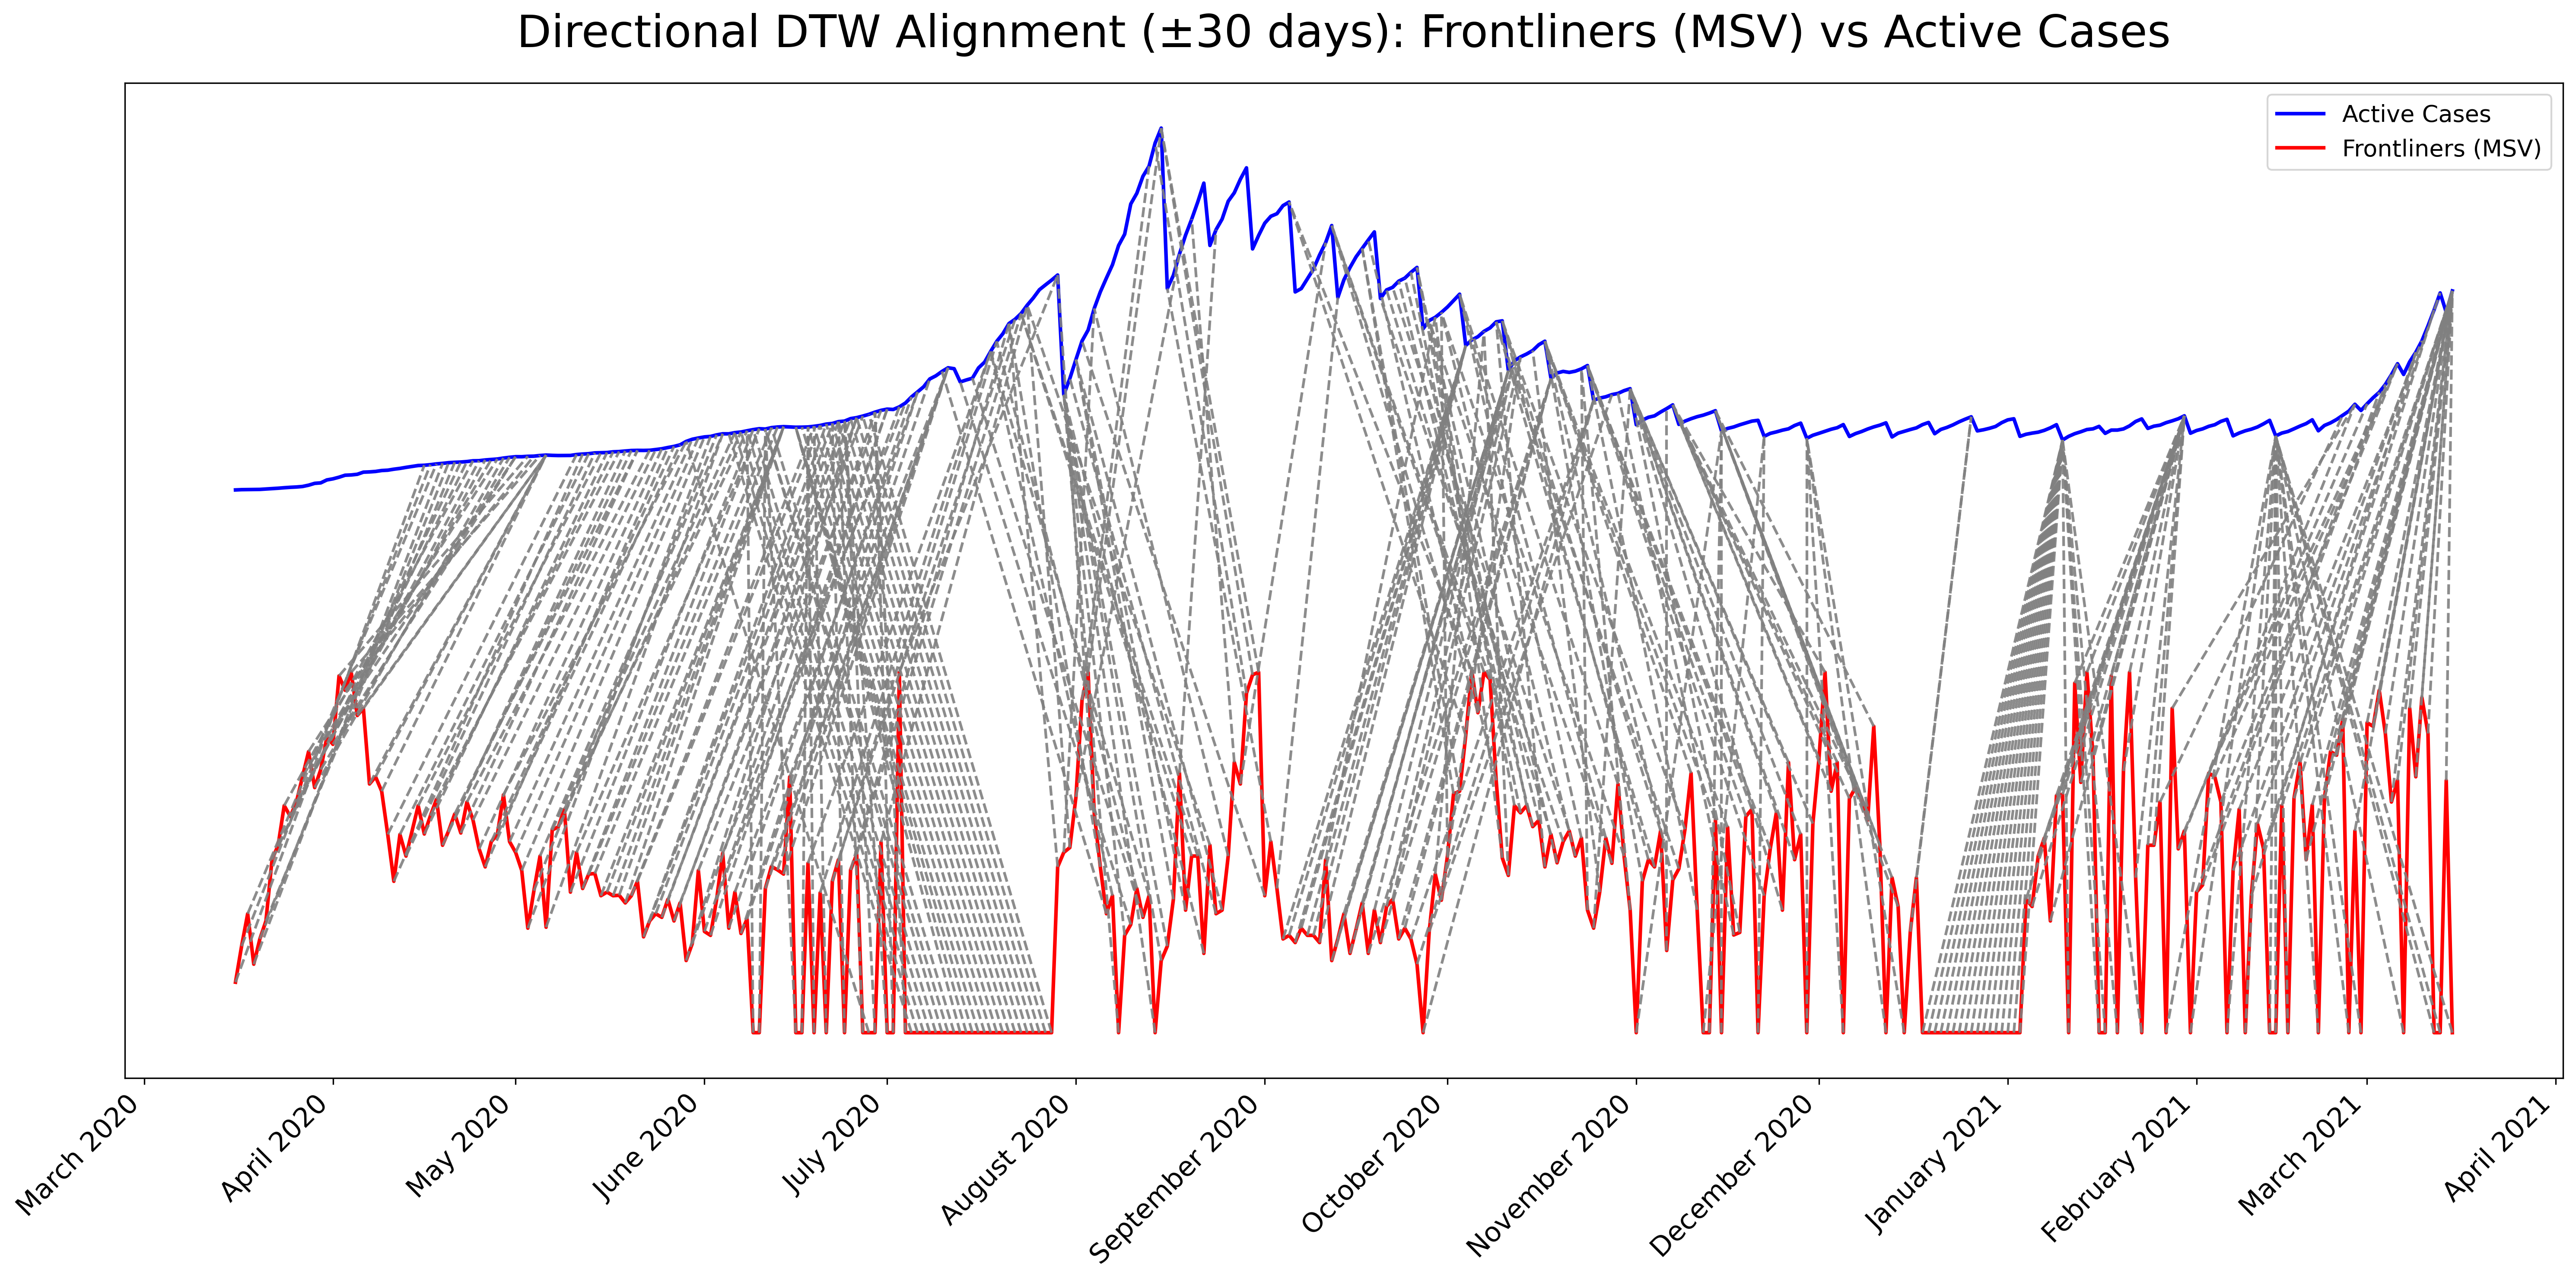 Directional DTW Alignment (±30 days): Frontliners (MSV) vs Active Cases
Active Cases
Frontliners (MSV)
March 2020
April 2020
May 2020
June 2020
July 2020
August 2020
September 2020
October 2020
November 2020
December 2020
January 2021
February 2021
March 2021
April 2021